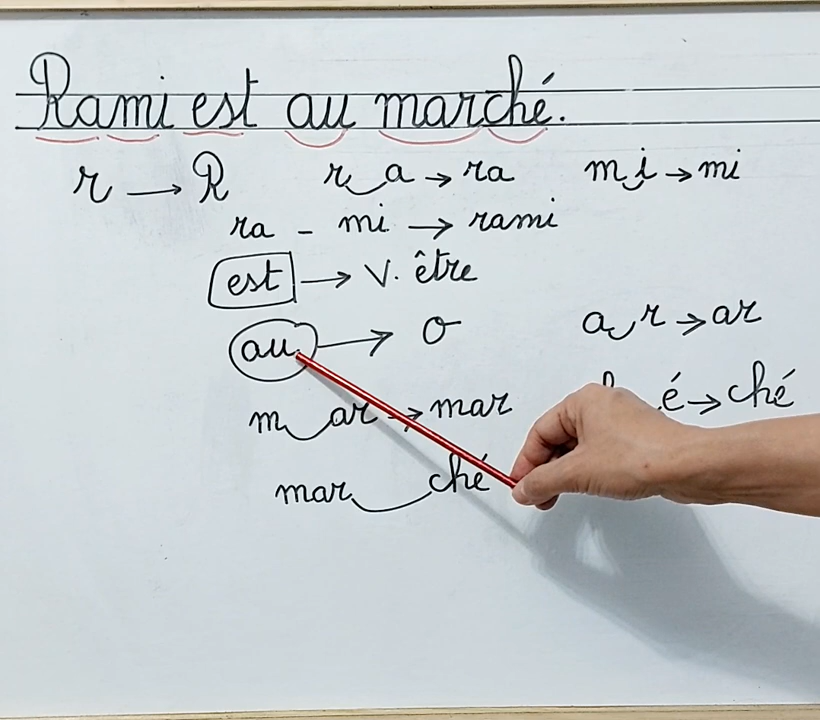 Rami est au marché.
r → R r a → ra m i → mi
ra - mi → rami
est → V. être
au → o a r → ar
m ar → mar é → ché
mar ché